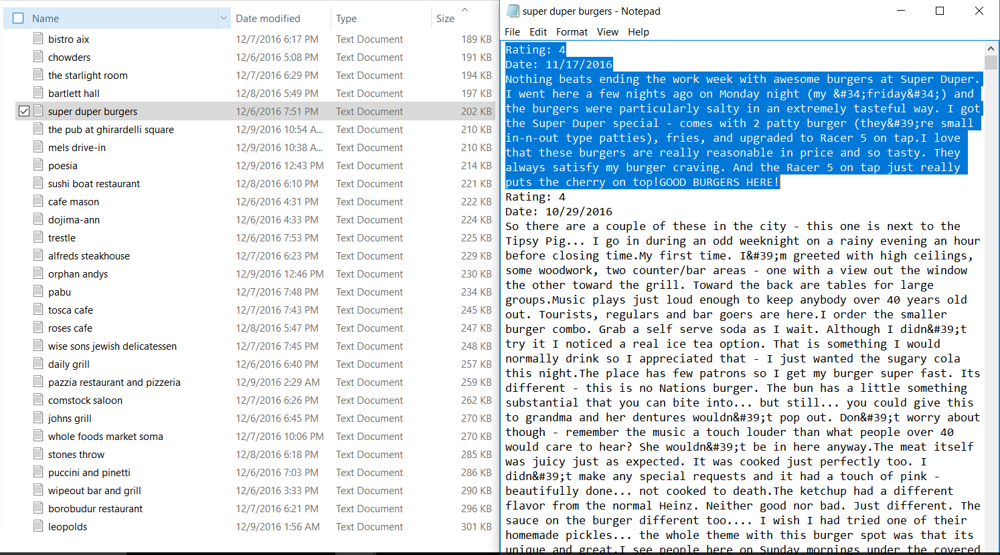 Name Date modified Type Size
bistro aix 12/7/2016 6:17 PM Text Document 189 KB
chowders 12/6/2016 5:08 PM Text Document 191 KB
the starlight room 12/7/2016 6:29 PM Text Document 194 KB
bartlett hall 12/8/2016 5:49 PM Text Document 197 KB
super duper burgers 12/6/2016 7:51 PM Text Document 202 KB
the pub at ghirardelli square 12/9/2016 10:54 A... Text Document 210 KB
mels drive-in 12/9/2016 10:38 A... Text Document 210 KB
poesia 12/9/2016 12:43 PM Text Document 214 KB
sushi boat restaurant 12/8/2016 6:10 PM Text Document 221 KB
cafe mason 12/6/2016 4:31 PM Text Document 222 KB
dojima-ann 12/6/2016 4:33 PM Text Document 224 KB
trestle 12/6/2016 7:53 PM Text Document 225 KB
alfreds steakhouse 12/7/2016 6:23 PM Text Document 229 KB
orphan andys 12/9/2016 12:46 PM Text Document 230 KB
pabu 12/7/2016 7:48 PM Text Document 234 KB
tosca cafe 12/7/2016 7:43 PM Text Document 245 KB
roses cafe 12/8/2016 5:47 PM Text Document 247 KB
wise sons jewish delicatessen 12/7/2016 7:45 PM Text Document 248 KB
daily grill 12/6/2016 6:40 PM Text Document 257 KB
pazzia restaurant and pizzeria 12/9/2016 2:29 AM Text Document 259 KB
comstock saloon 12/7/2016 6:26 PM Text Document 262 KB
johns grill 12/6/2016 6:45 PM Text Document 270 KB
whole foods market soma 12/7/2016 10:06 PM Text Document 270 KB
stones throw 12/8/2016 6:18 PM Text Document 285 KB
puccini and pinetti 12/6/2016 7:03 PM Text Document 286 KB
wipeout bar and grill 12/6/2016 3:33 PM Text Document 290 KB
borobudur restaurant 12/7/2016 6:21 PM Text Document 296 KB
leopolds 12/9/2016 1:56 AM Text Document 301 KB
super duper burgers - Notepad
File Edit Format View Help
Rating: 4
Date: 11/17/2016
Nothing beats ending the work week with awesome burgers at Super Duper.
I went here a few nights ago on Monday night (my &#34;friday&#34;) and
the burgers were particularly salty in an extremely tasteful way. I got
the Super Duper special - comes with 2 patty burger (they&#39;re small
in-n-out type patties), fries, and upgraded to Racer 5 on tap.I love
that these burgers are really reasonable in price and so tasty. They
always satisfy my burger craving. And the Racer 5 on tap just really
puts the cherry on top!GOOD BURGERS HERE!
Rating: 4
Date: 10/29/2016
So there are a couple of these in the city - this one is next to the
Tipsy Pig... I go in during an odd weeknight on a rainy evening an hour
before closing time.My first time. I&#39;m greeted with high ceilings,
some woodwork, two counter/bar areas - one with a view out the window
the other toward the grill. Toward the back are tables for large
groups.Music plays just loud enough to keep anybody over 40 years old
out. Tourists, regulars and bar goers are here.I order the smaller
burger combo. Grab a self serve soda as I wait. Although I didn&#39;t
try it I noticed a real ice tea option. That is something I would
normally drink so I appreciated that - I just wanted the sugary cola
this night.The place has few patrons so I get my burger super fast. Its
different - this is no Nations burger. The bun has a little something
substantial that you can bite into... but still... you could give this
to grandma and her dentures wouldn&#39;t pop out. Don&#39;t worry about
though - remember the music a touch louder than what people over 40
would care to hear? She wouldn&#39;t be in here anyway.The meat itself
was juicy just as expected. It was cooked just perfectly too. I
didn&#39;t make any special requests and it had a touch of pink -
beautifully done... not cooked to death.The ketchup had a different
flavor from the normal Heinz. Neither good nor bad. Just different. The
sauce on the burger different too.... I wish I had tried one of their
homemade pickles... the whole theme with this burger spot was that its
unique and great.I see people here on Sunday mornings under the covered